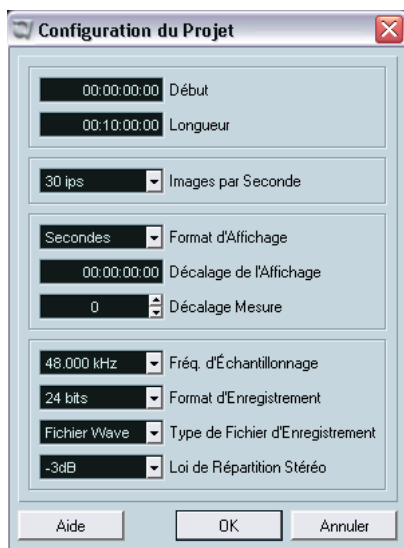 Configuration du Projet
00:00:00:00 Début
00:10:00:00 Longueur
30 ips Images par Seconde
Secondes Format d'Affichage
00:00:00:00 Décalage de l'Affichage
0 Décalage Mesure
48.000 kHz Fréq. d'Échantillonnage
24 bits Format d'Enregistrement
Fichier Wave Type de Fichier d'Enregistrement
-3dB Loi de Répartition Stéréo
Aide OK Annuler